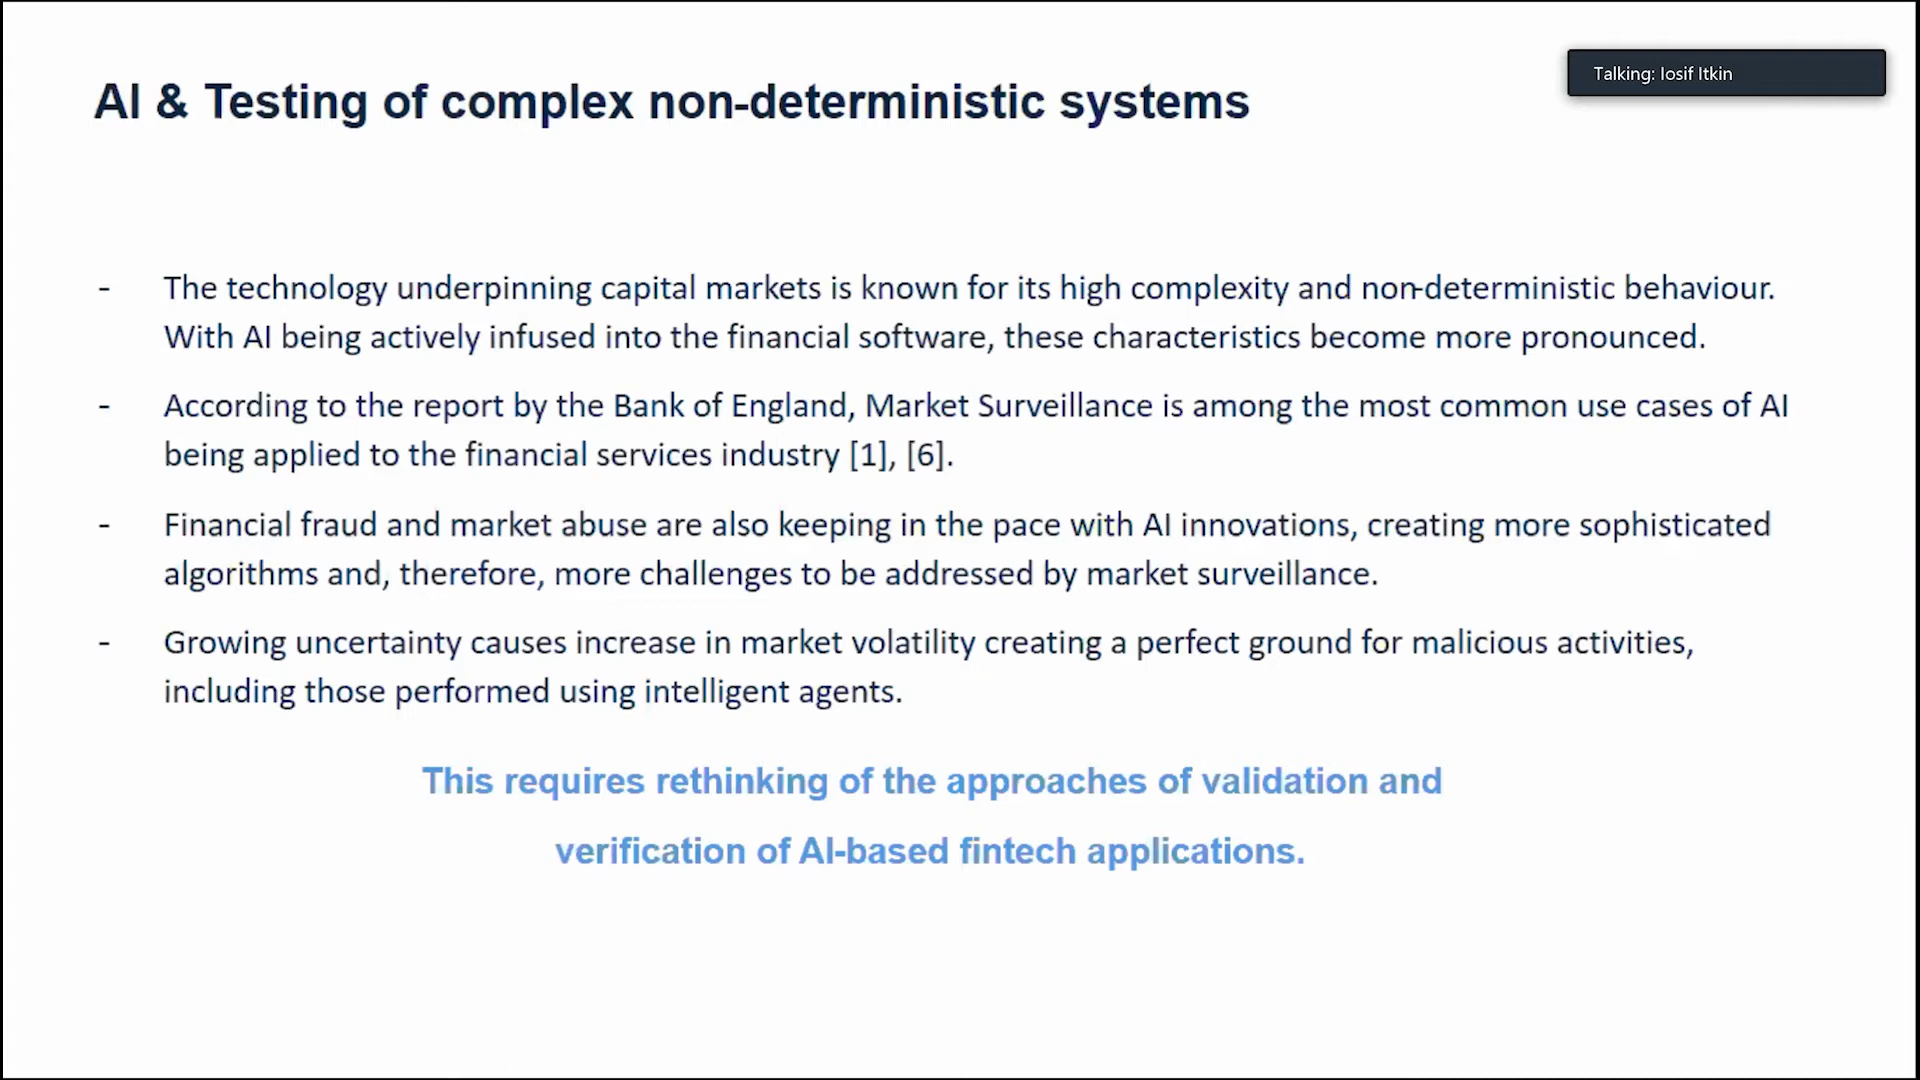 Talking: Iosif Itkin
AI & Testing of complex non-deterministic systems
- The technology underpinning capital markets is known for its high complexity and non-deterministic behaviour.
With AI being actively infused into the financial software, these characteristics become more pronounced.
- According to the report by the Bank of England, Market Surveillance is among the most common use cases of AI
being applied to the financial services industry [1], [6].
- Financial fraud and market abuse are also keeping in the pace with AI innovations, creating more sophisticated
algorithms and, therefore, more challenges to be addressed by market surveillance.
- Growing uncertainty causes increase in market volatility creating a perfect ground for malicious activities,
including those performed using intelligent agents.
This requires rethinking of the approaches of validation and
verification of AI-based fintech applications.